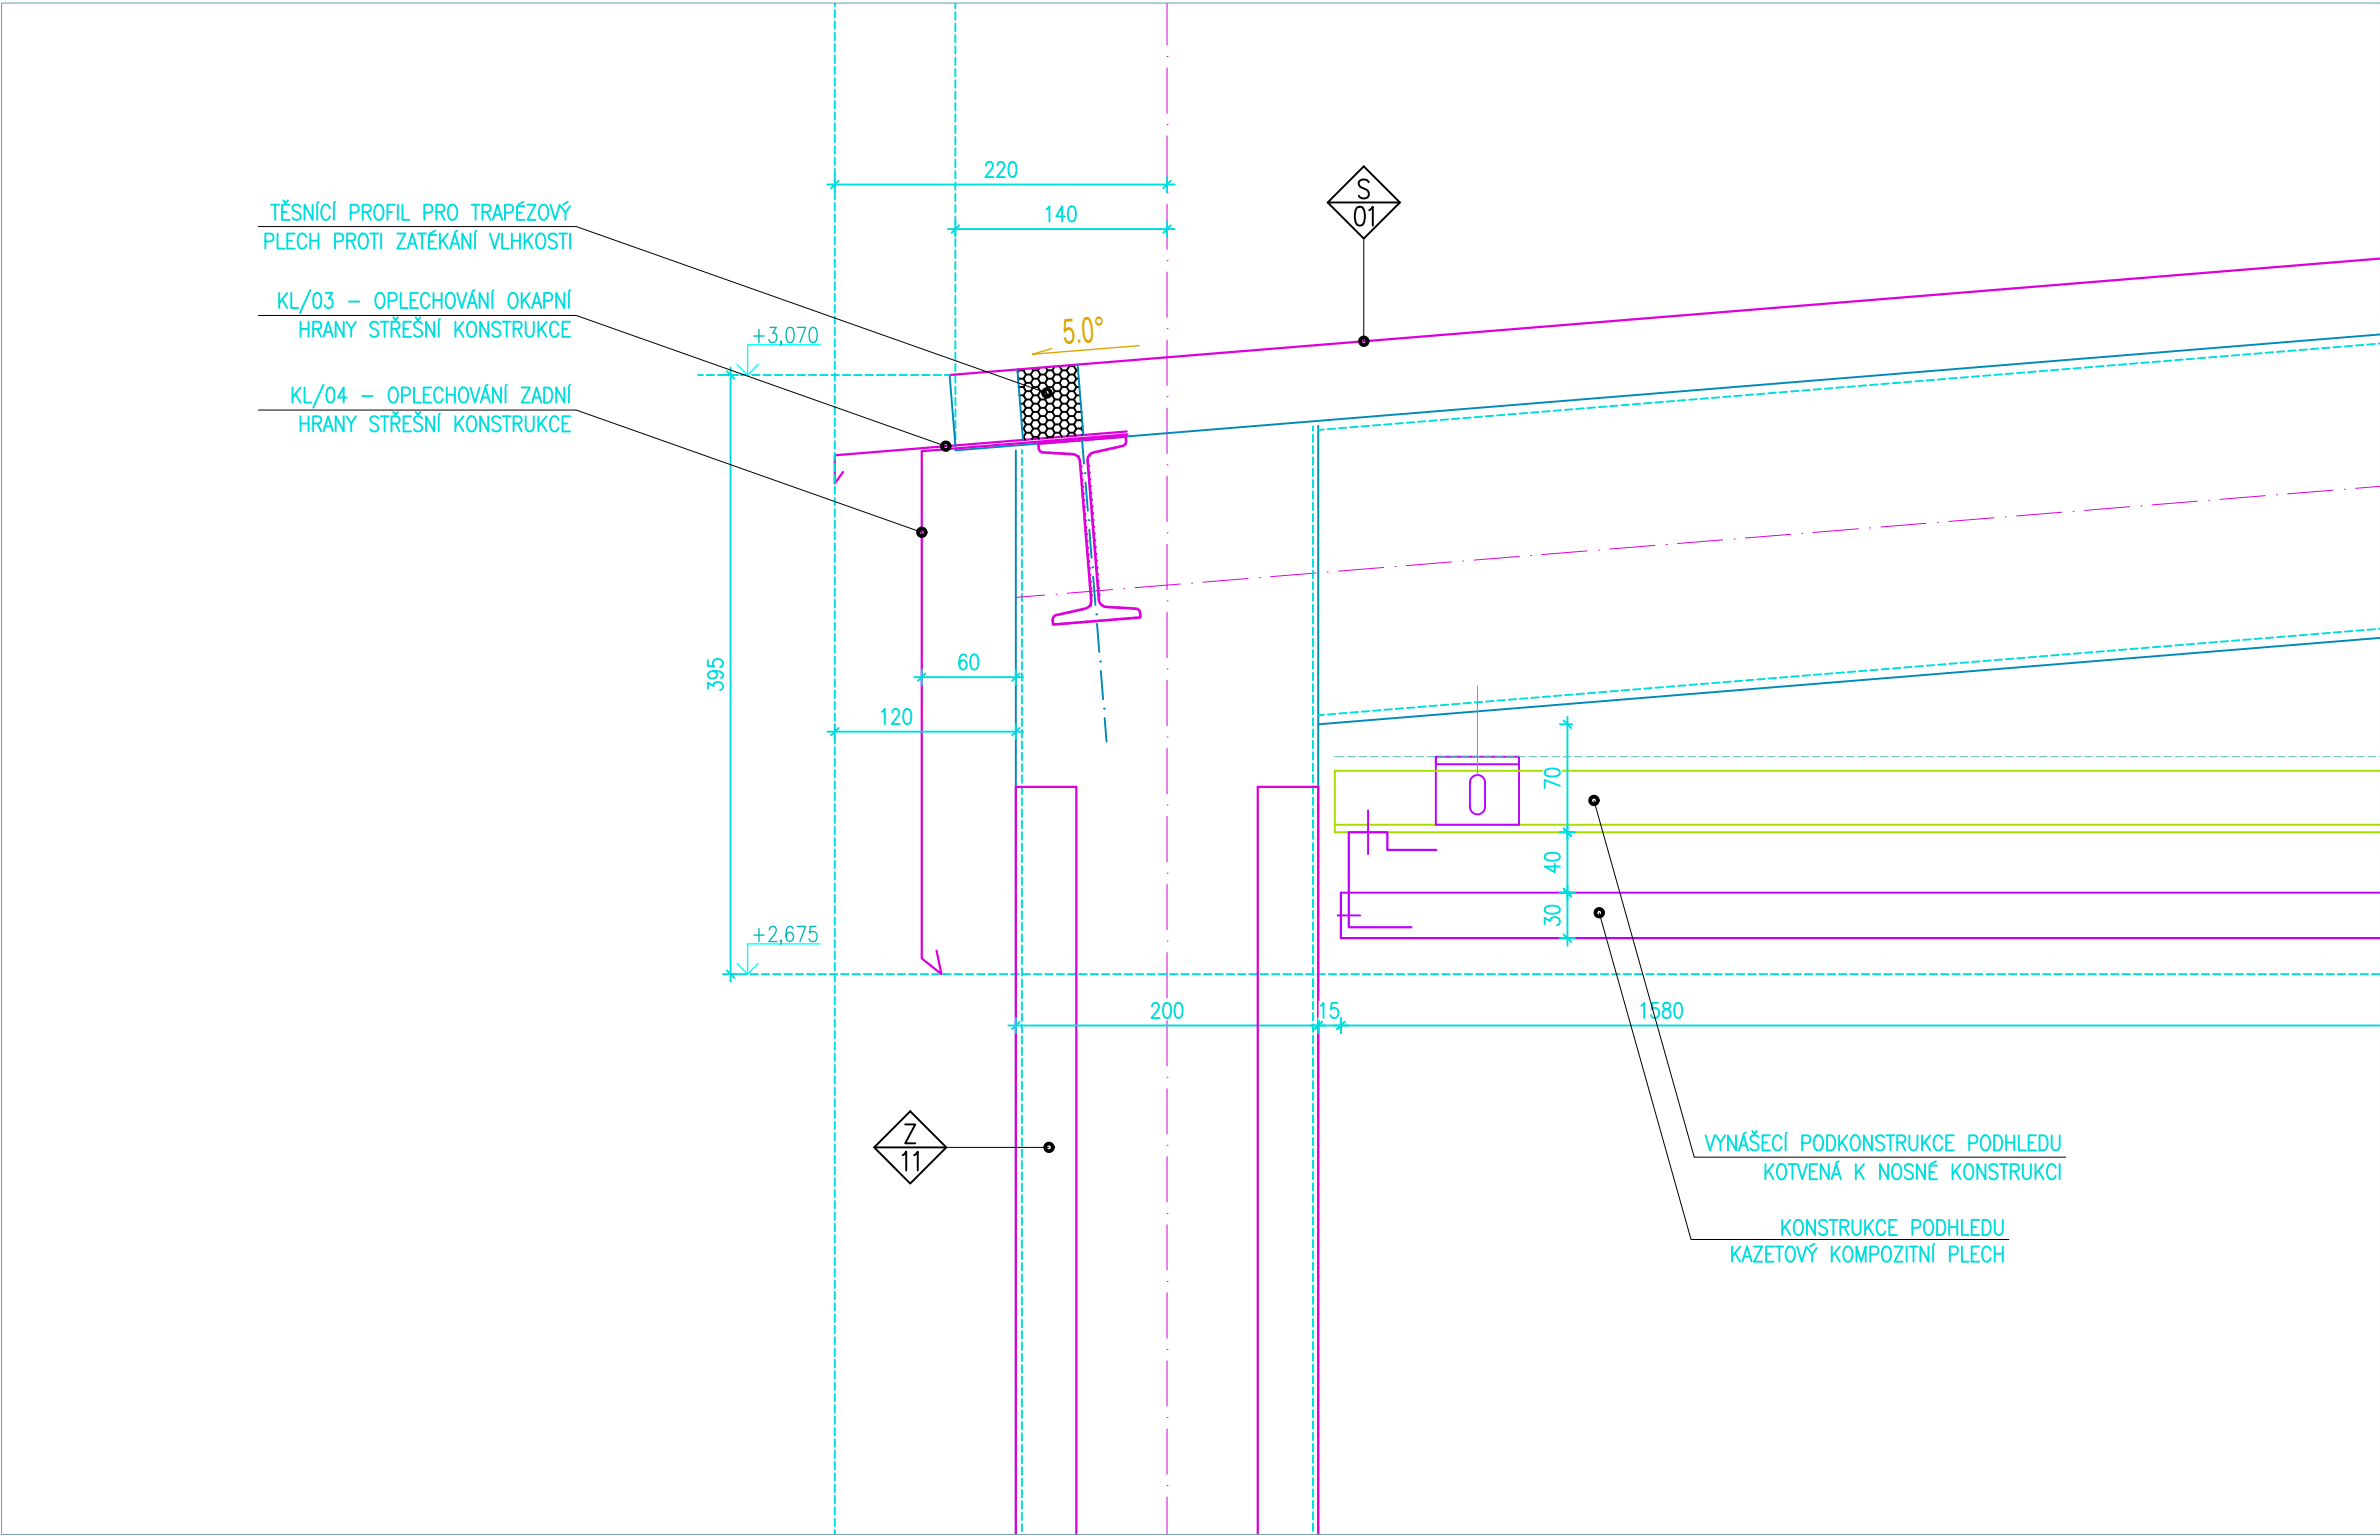 220
140
S
01
TĚSNÍCÍ PROFIL PRO TRAPÉZOVÝ
PLECH PROTI ZATÉKÁNÍ VLHKOSTI
KL/03 – OPLECHOVÁNÍ OKAPNÍ
HRANY STŘEŠNÍ KONSTRUKCE
+3,070
5.0°
KL/04 – OPLECHOVÁNÍ ZADNÍ
HRANY STŘEŠNÍ KONSTRUKCE
395
60
120
70
40
30
+2,675
200
15
1580
Z
11
VYNÁŠECÍ PODKONSTRUKCE PODHLEDU
KOTVENÁ K NOSNÉ KONSTRUKCI
KONSTRUKCE PODHLEDU
KAZETOVÝ KOMPOZITNÍ PLECH